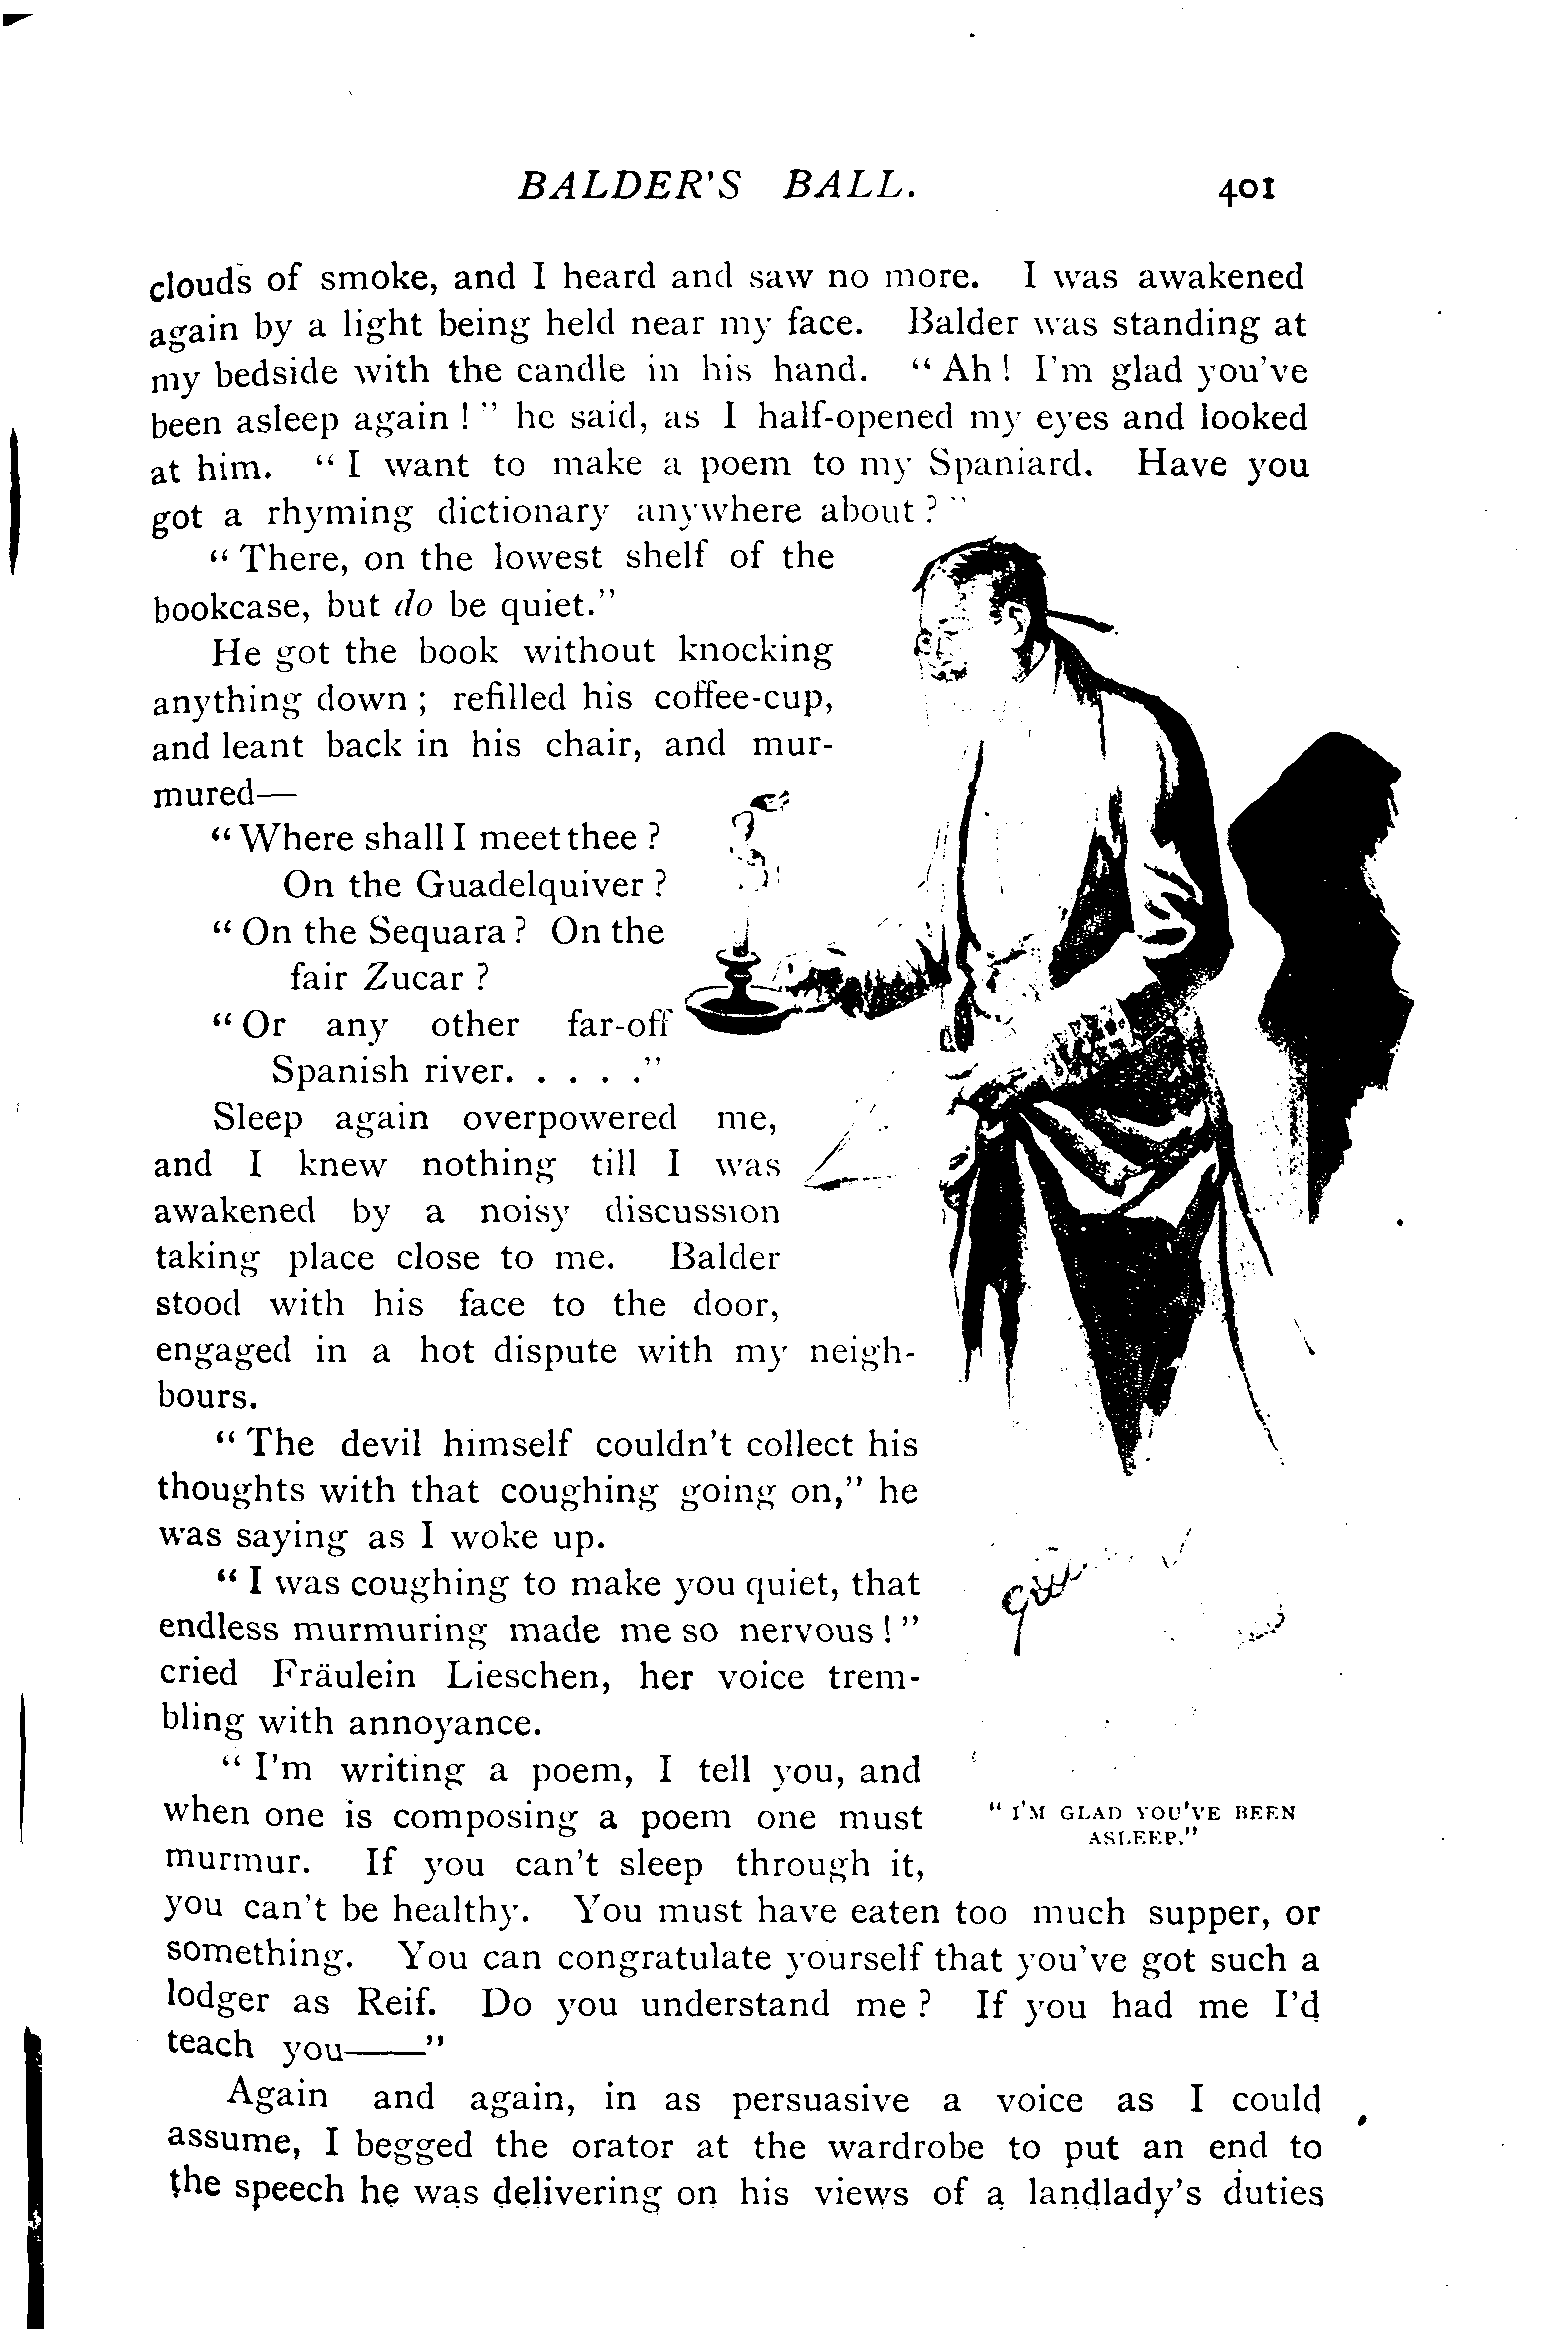 BALDER'S BALL. 401
clouds of smoke, and I heard and saw no more. I was awakened
again by a light being held near my face. Balder was standing at
my bedside with the candle in his hand. “Ah! I'm glad you've
been asleep again!” he said, as I half-opened my eyes and looked
at him. “I want to make a poem to my Spaniard. Have you
got a rhyming dictionary anywhere about?”
“There, on the lowest shelf of the
bookcase, but do be quiet.”
He got the book without knocking
anything down; refilled his coffee-cup,
and leant back in his chair, and mur-
mured—
“Where shall I meet thee?
On the Guadelquiver?
“On the Sequara? On the
fair Zucar?
“Or any other far-off
Spanish river. . . . .”
Sleep again overpowered me,
and I knew nothing till I was
awakened by a noisy discussion
taking place close to me. Balder
stood with his face to the door,
engaged in a hot dispute with my neigh-
bours.
“The devil himself couldn't collect his
thoughts with that coughing going on,” he
was saying as I woke up.
“I was coughing to make you quiet, that
endless murmuring made me so nervous!”
cried Fräulein Lieschen, her voice trem-
bling with annoyance.
“I'm writing a poem, I tell you, and
when one is composing a poem one must
murmur. If you can't sleep through it,
you can't be healthy. You must have eaten too much supper, or
something. You can congratulate yourself that you've got such a
lodger as Reif. Do you understand me? If you had me I'd
teach you——”
Again and again, in as persuasive a voice as I could
assume, I begged the orator at the wardrobe to put an end to
the speech he was delivering on his views of a landlady's duties
“I'M GLAD YOU'VE BEEN
ASLEEP.”